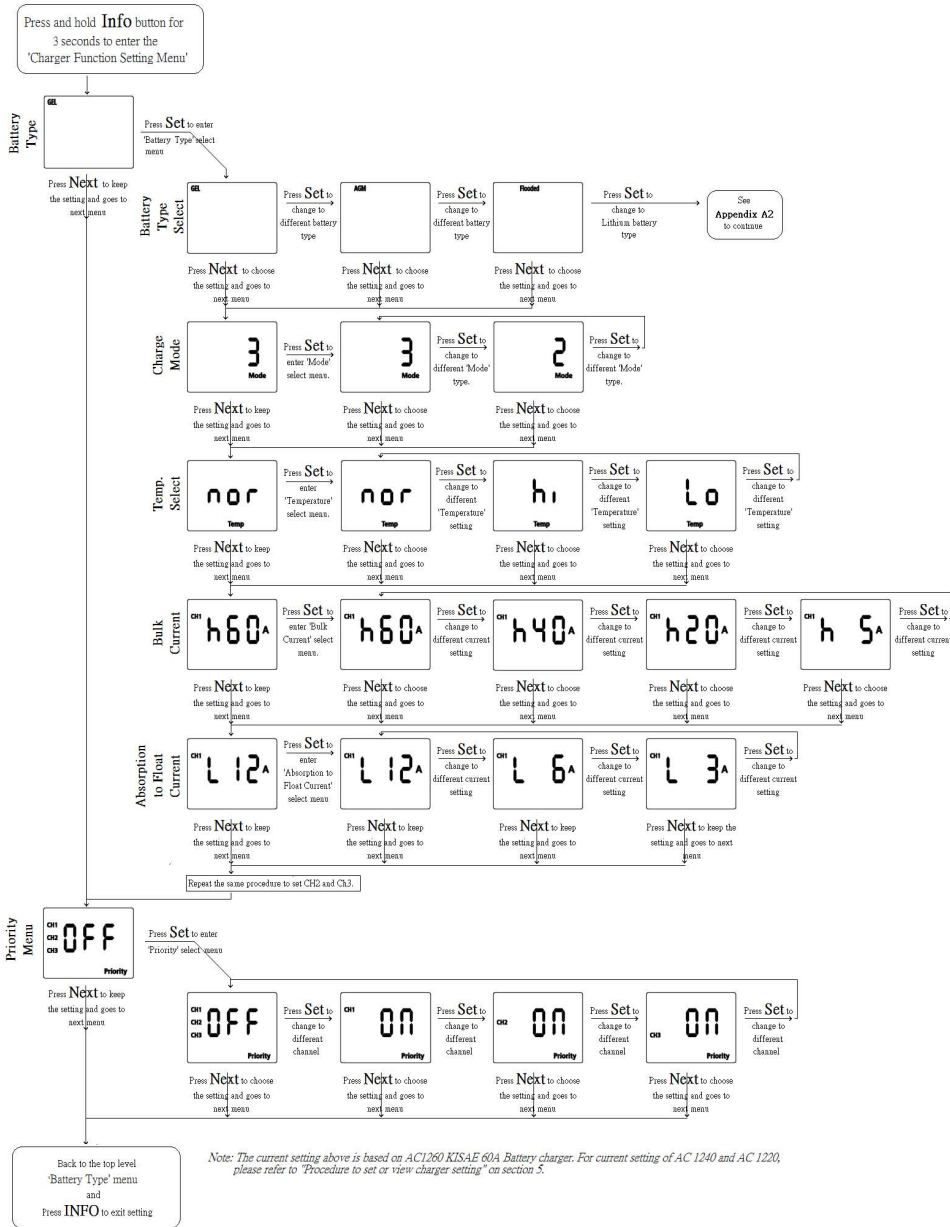 Press and hold Info button for
3 seconds to enter the
'Charger Function Setting Menu'
Battery
Type
GEL
Press Set to enter
'Battery Type' select
menu
Press Next to keep
the setting and goes to
next menu
Battery
Type
Select
GEL
Press Set to
change to
different battery
type
AGM
Press Set to
change to
different battery
type
Flooded
Press Set to
change to
Lithium battery
type
See
Appendix A2
to continue
Press Next to choose
the setting and goes to
next menu
Press Next to choose
the setting and goes to
next menu
Press Next to choose
the setting and goes to
next menu
Charge
Mode
3
Mode
Press Set to
enter 'Mode'
select menu.
3
Mode
Press Set to
change to
different 'Mode'
type.
2
Mode
Press Set to
change to
different 'Mode'
type.
Press Next to keep
the setting and goes to
next menu
Press Next to choose
the setting and goes to
next menu
Press Next to choose
the setting and goes to
next menu
Temp.
Select
nor
Temp
Press Set to
enter
'Temperature'
select menu.
nor
Temp
Press Set to
change to
different
'Temperature'
setting
hi
Temp
Press Set to
change to
different
'Temperature'
setting
Lo
Temp
Press Set to
change to
different
'Temperature'
setting
Press Next to keep
the setting and goes to
next menu
Press Next to choose
the setting and goes to
next menu
Press Next to choose
the setting and goes to
next menu
Press Next to choose
the setting and goes to
next menu
Bulk
Current
CH1 h60A
Press Set to
enter 'Bulk
Current' select
menu.
CH1 h60A
Press Set to
change to
different current
setting
CH1 h40A
Press Set to
change to
different current
setting
CH1 h20A
Press Set to
change to
different current
setting
CH1 h 5A
Press Set to
change to
different current
setting
Press Next to keep
the setting and goes to
next menu
Press Next to choose
the setting and goes to
next menu
Press Next to choose
the setting and goes to
next menu
Press Next to choose
the setting and goes to
next menu
Press Next to choose
the setting and goes to
next menu
Absorption
to Float
Current
CH1 L12A
Press Set to
enter
'Absorption to
Float Current'
select menu
CH1 L12A
Press Set to
change to
different current
setting
CH1 L 6A
Press Set to
change to
different current
setting
CH1 L 3A
Press Set to
change to
different current
setting
Press Next to keep
the setting and goes to
next menu
Press Next to keep
the setting and goes to
next menu
Press Next to keep
the setting and goes to
next menu
Press Next to keep the
setting and goes to next
menu
Repeat the same procedure to set CH2 and Ch3.
Priority
Menu
CH1
CH2
CH3
OFF
Priority
Press Set to enter
'Priority' select menu
Press Next to keep
the setting and goes to
next menu
CH1
CH2
CH3
OFF
Priority
Press Set to
change to
different
channel
CH1 ON
Priority
Press Set to
change to
different
channel
CH2 ON
Priority
Press Set to
change to
different
channel
CH3 ON
Priority
Press Set to
change to
different
channel
Press Next to choose
the setting and goes to
next menu
Press Next to choose
the setting and goes to
next menu
Press Next to choose
the setting and goes to
next menu
Press Next to choose
the setting and goes to
next menu
Back to the top level
'Battery Type' menu
and
Press INFO to exit setting
Note: The current setting above is based on AC1260 KISAE 60A Battery charger. For current setting of AC 1240 and AC 1220,
please refer to "Procedure to set or view charger setting" on section 5.